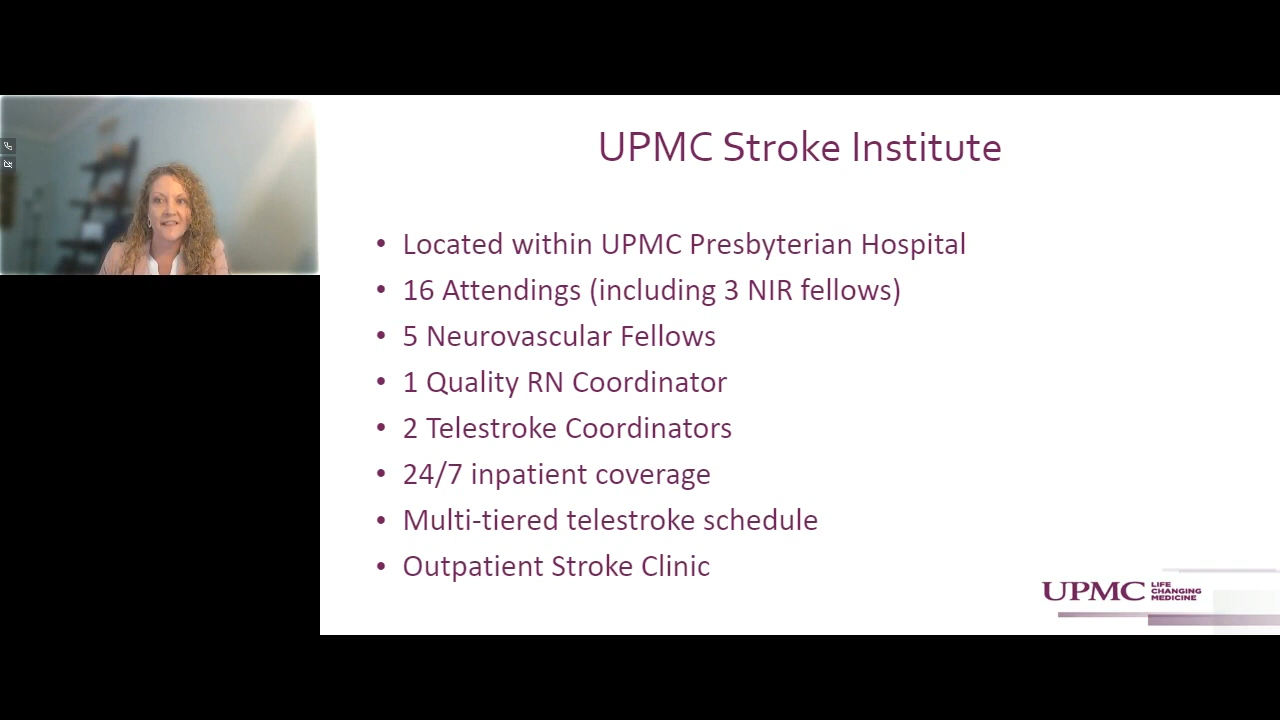 UPMC Stroke Institute
• Located within UPMC Presbyterian Hospital
• 16 Attendings (including 3 NIR fellows)
• 5 Neurovascular Fellows
• 1 Quality RN Coordinator
• 2 Telestroke Coordinators
• 24/7 inpatient coverage
• Multi-tiered telestroke schedule
• Outpatient Stroke Clinic
UPMC LIFE
CHANGING
MEDICINE